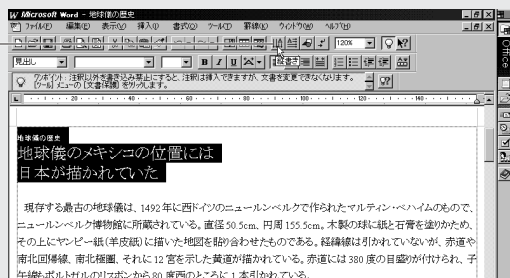 Microsoft Word - 地球儀の歴史
ファイル(F) 編集(E) 表示(V) 挿入(I) 書式(O) ツール(T) 罫線(A) ウィンドウ(W) ヘルプ(H)
120%
縦書き
見出し
B I U
ワンポイント: 注釈以外を書き込み禁止にすると、注釈は挿入できますが、文書を変更できなくなります。
[ツール] メニューの [文書保護] をクリックします。
Office
20 40 60 80 100 120 140
地球儀の歴史
地球儀のメキシコの位置には
日本が描かれていた
現存する最古の地球儀は、1492年に西ドイツのニュールンベルクで作られたマルティン・ベハイムのもので、
ニュールンベルク博物館に所蔵されている。直径50.5cm、円周155.5cm。木製の球に紙と石膏を塗りかため、
その上にヤンピー紙(羊皮紙)に描いた地図を貼り合わせたものである。経緯線は引かれていないが、赤道や
南北回帰線、南北極圏、それに12宮を示した黄道が描かれている。赤道には380度の目盛りが付けられ、子
午線もポルトガルのリスボンから80度西のところに1本引かれている。